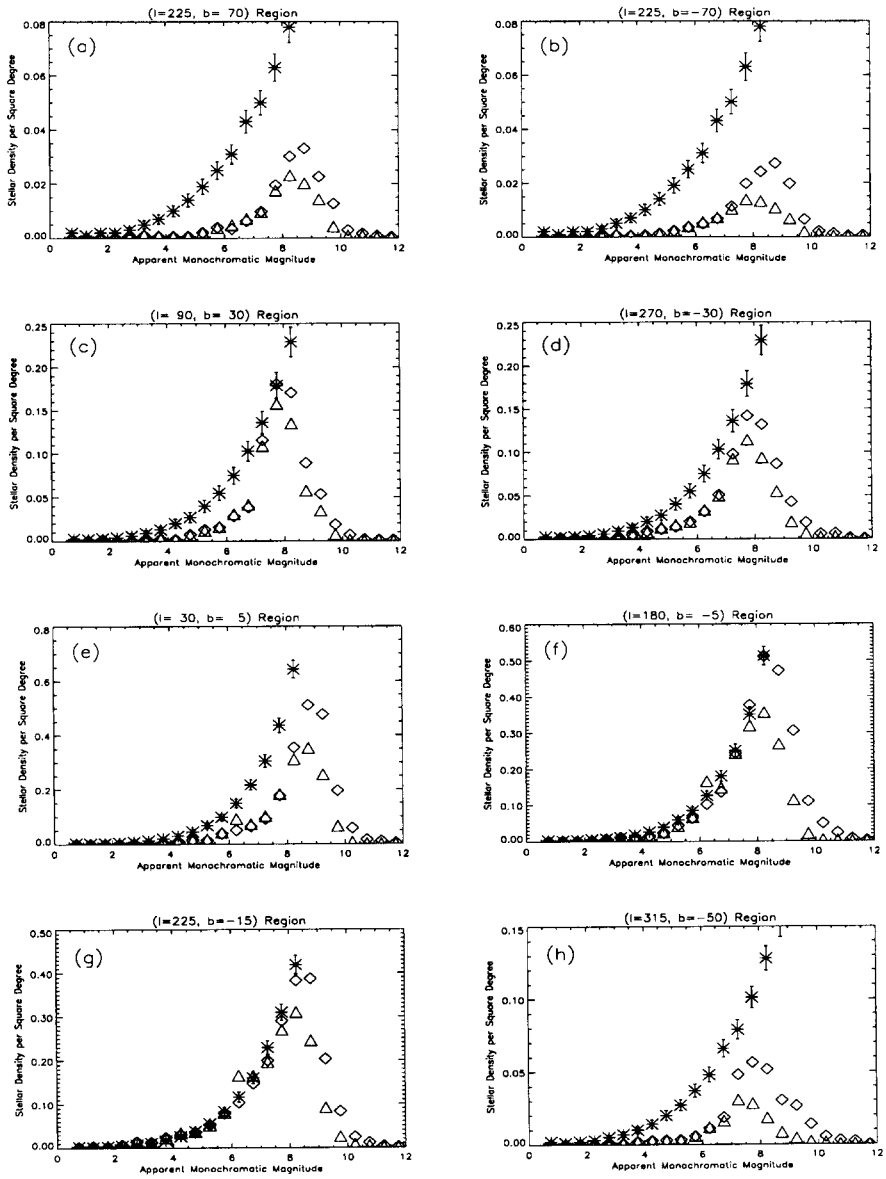 (l=225, b= 70) Region
(a)
0.08
0.06
0.04
0.02
0.00
Stellar Density per Square Degree
0 2 4 6 8 10 12
Apparent Monochromatic Magnitude
(l=225, b=-70) Region
(b)
0.08
0.06
0.04
0.02
0.00
Stellar Density per Square Degree
0 2 4 6 8 10 12
Apparent Monochromatic Magnitude
(l= 90, b= 30) Region
(c)
0.25
0.20
0.15
0.10
0.05
0.00
Stellar Density per Square Degree
0 2 4 6 8 10 12
Apparent Monochromatic Magnitude
(l=270, b=-30) Region
(d)
0.25
0.20
0.15
0.10
0.05
0.00
Stellar Density per Square Degree
0 2 4 6 8 10 12
Apparent Monochromatic Magnitude
(l= 30, b= 5) Region
(e)
0.8
0.6
0.4
0.2
0.0
Stellar Density per Square Degree
0 2 4 6 8 10 12
Apparent Monochromatic Magnitude
(l=180, b= -5) Region
(f)
0.60
0.50
0.40
0.30
0.20
0.10
0.00
Stellar Density per Square Degree
0 2 4 6 8 10 12
Apparent Monochromatic Magnitude
(l=225, b=-15) Region
(g)
0.50
0.40
0.30
0.20
0.10
0.00
Stellar Density per Square Degree
0 2 4 6 8 10 12
Apparent Monochromatic Magnitude
(l=315, b=-50) Region
(h)
0.15
0.10
0.05
0.00
Stellar Density per Square Degree
0 2 4 6 8 10 12
Apparent Monochromatic Magnitude